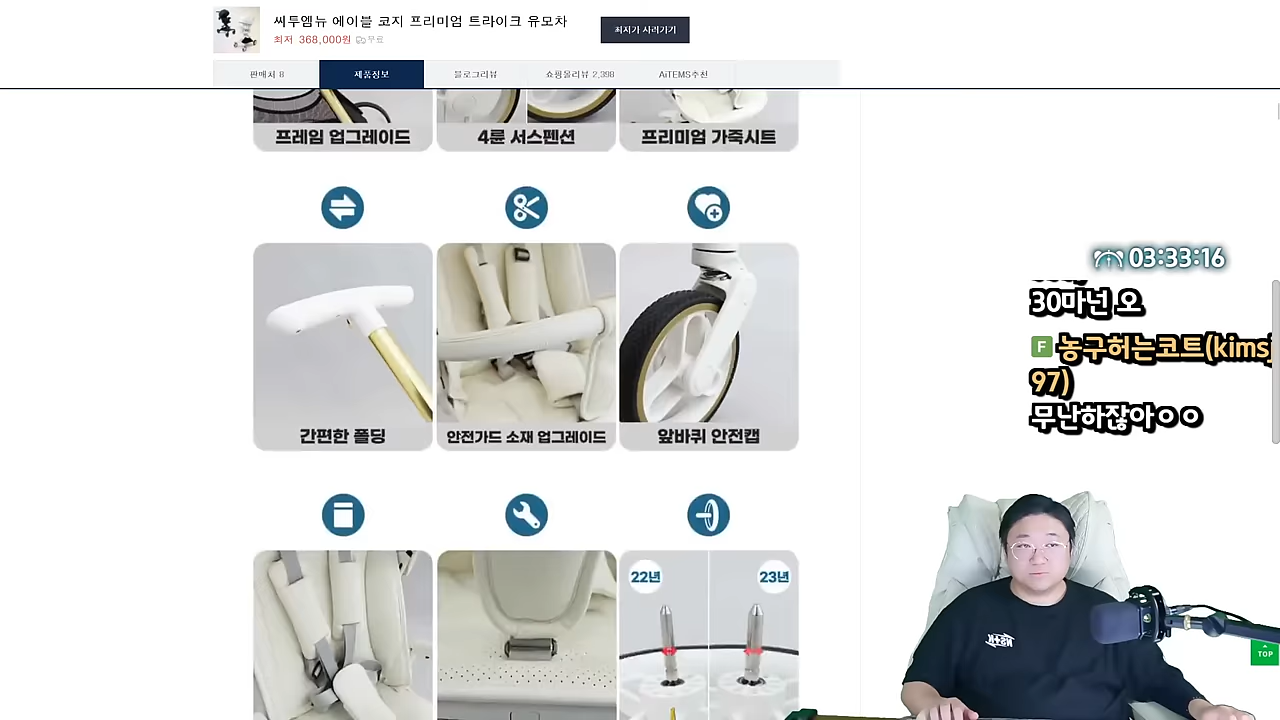 씨투엠뉴 에이블 코지 프리미엄 트라이크 유모차
최저 368,000원 무료
최저가 사러가기
판매처 8
제품정보
블로그리뷰
쇼핑몰리뷰 2,398
AiTEMS추천
프레임 업그레이드
4륜 서스펜션
프리미엄 가죽시트
03:33:16
30마넌 오
F 농구허는코트(kimsj
97)
무난하잖아ㅇㅇ
간편한 폴딩
안전가드 소재 업그레이드
앞바퀴 안전캡
22년
23년
TOP